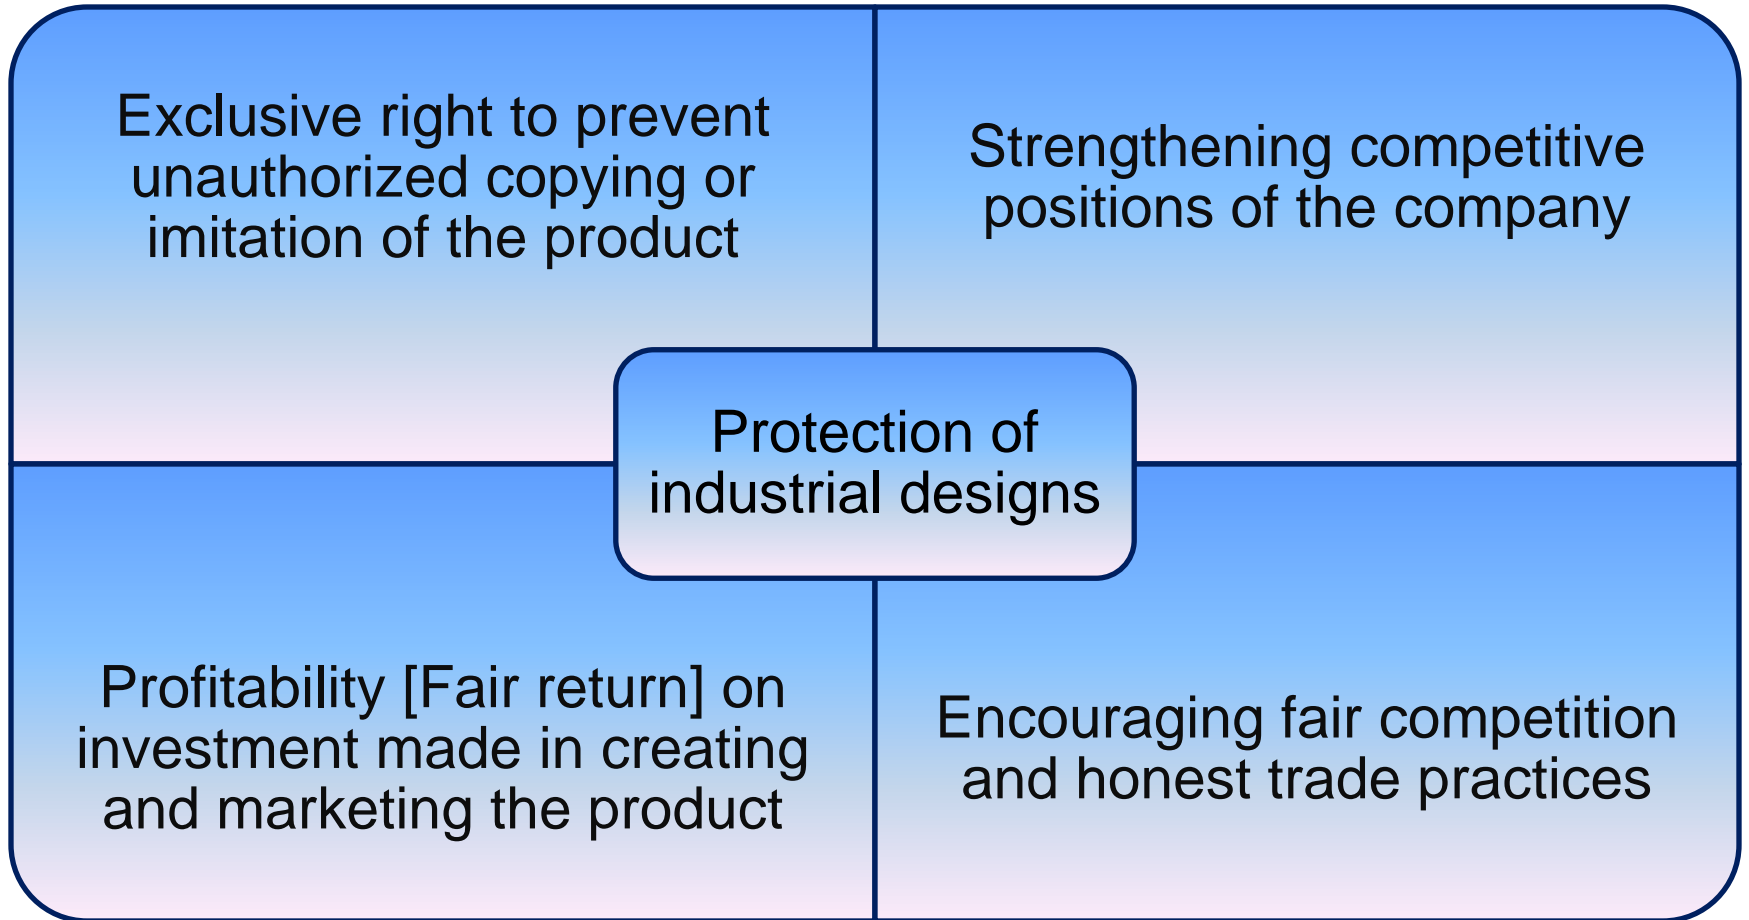 Exclusive right to prevent
unauthorized copying or
imitation of the product
Strengthening competitive
positions of the company
Protection of
industrial designs
Profitability [Fair return] on
investment made in creating
and marketing the product
Encouraging fair competition
and honest trade practices